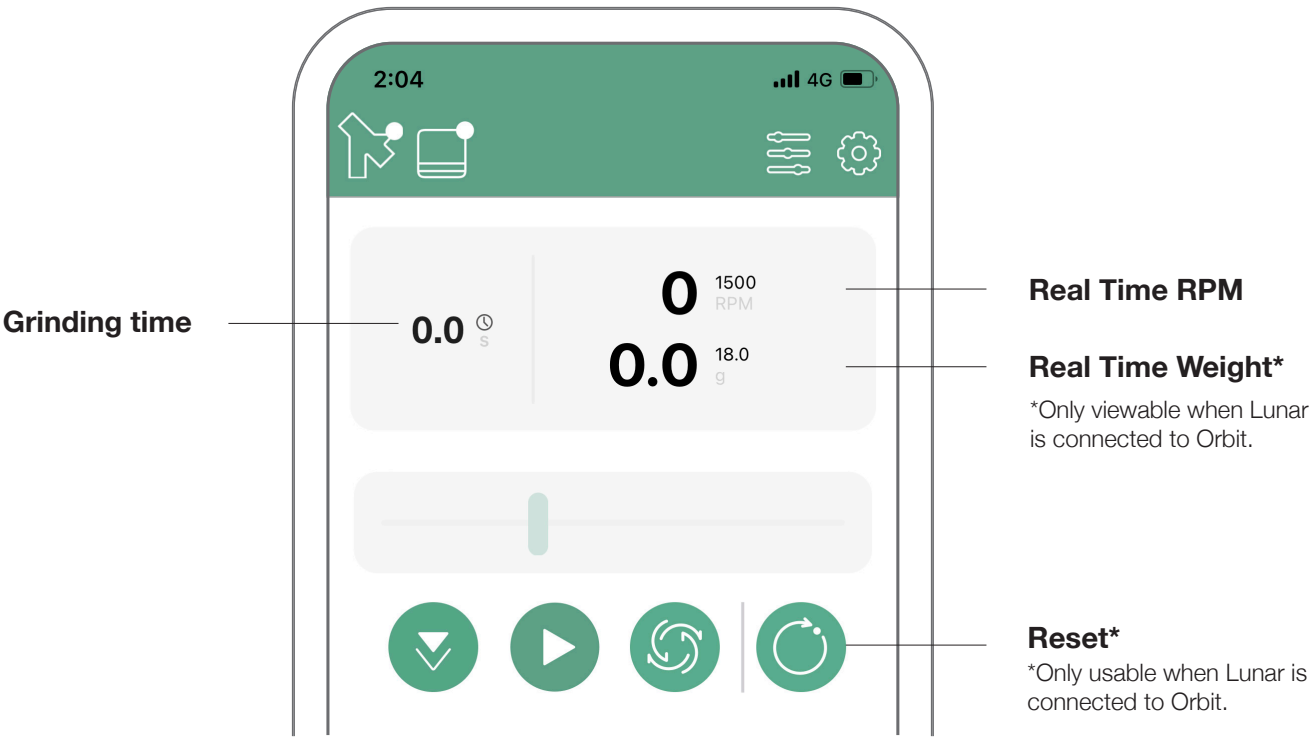 2:04
4G
Grinding time
0.0
s
0
1500
RPM
0.0
18.0
g
Real Time RPM
Real Time Weight*
*Only viewable when Lunar
is connected to Orbit.
Reset*
*Only usable when Lunar is
connected to Orbit.